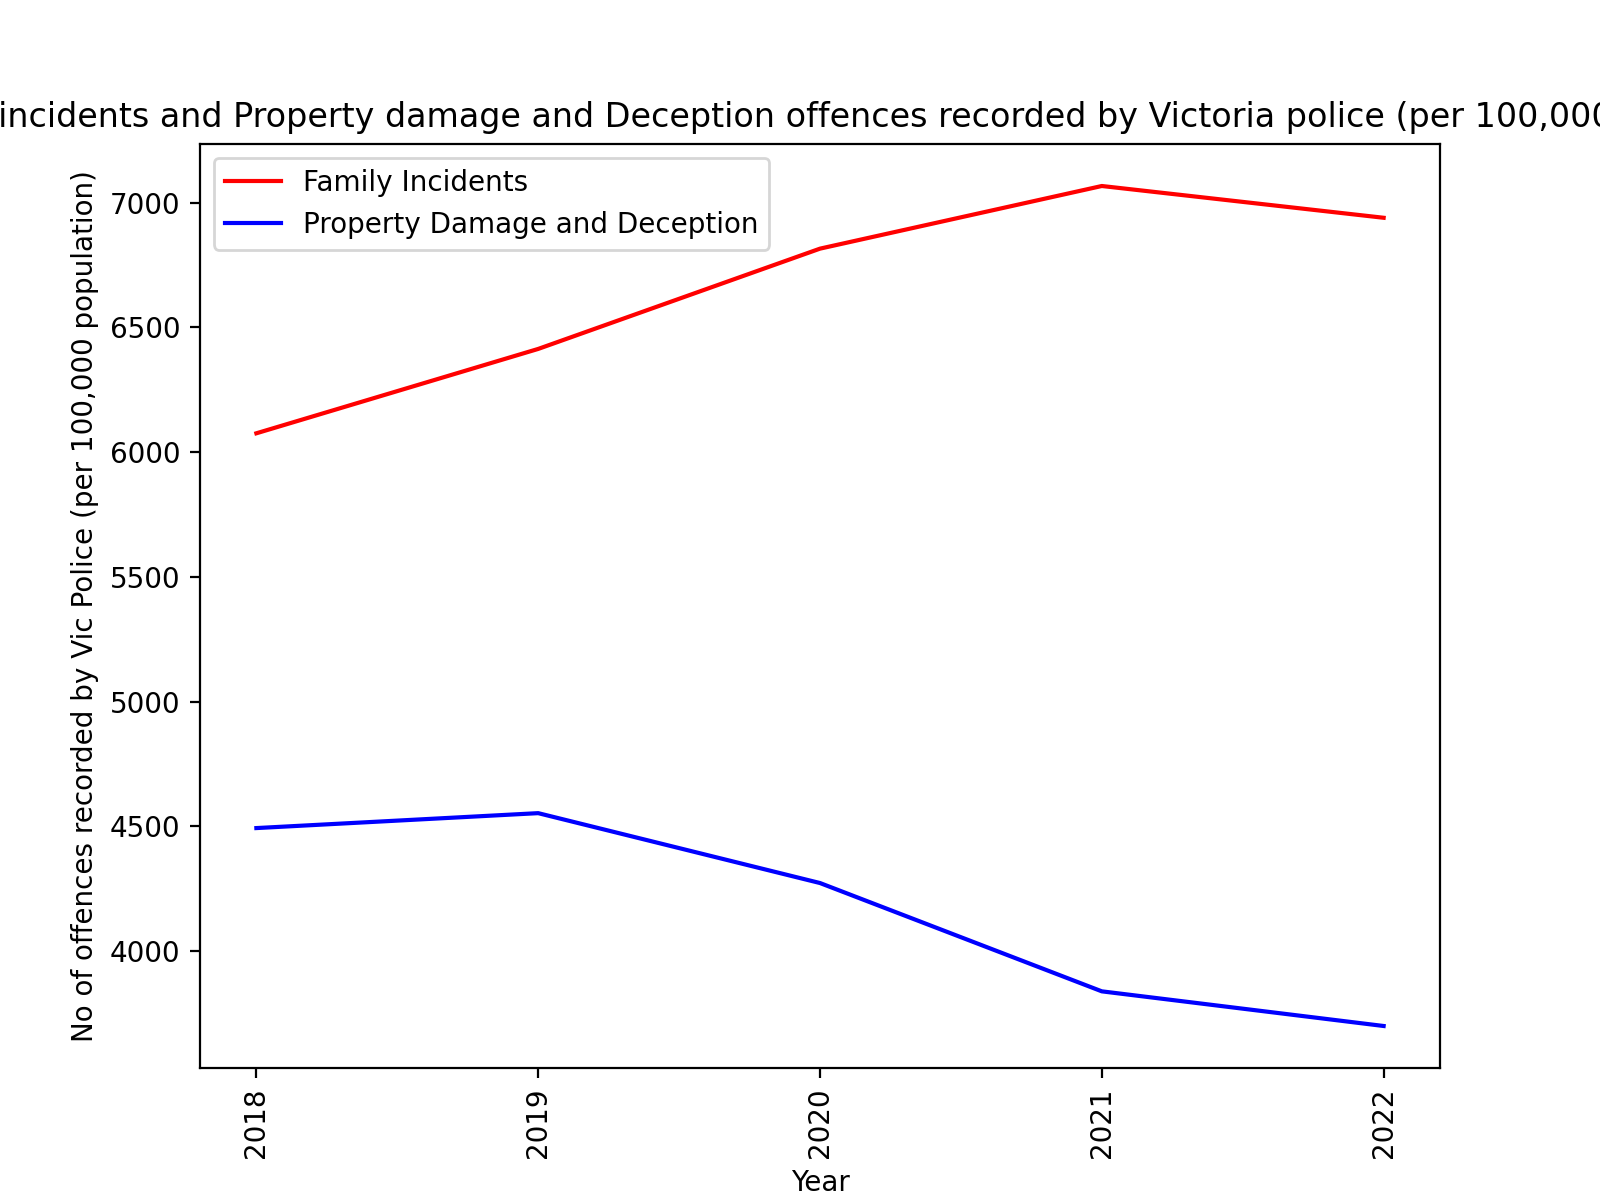 incidents and Property damage and Deception offences recorded by Victoria police (per 100,000
Family Incidents
Property Damage and Deception
No of offences recorded by Vic Police (per 100,000 population)
7000
6500
6000
5500
5000
4500
4000
2018
2019
2020
2021
2022
Year